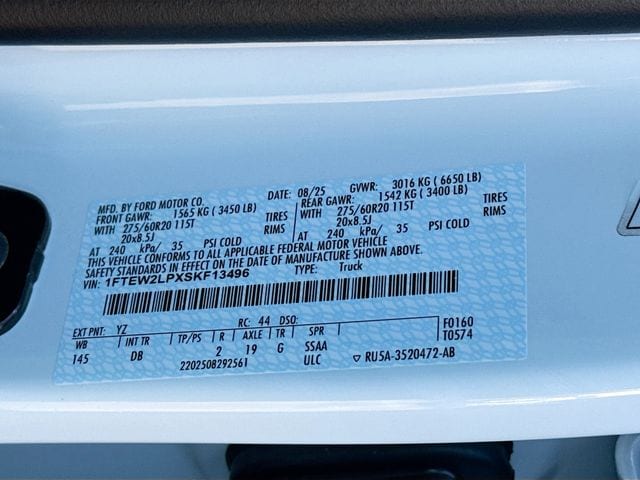 MFD. BY FORD MOTOR CO. DATE: 08/25 GVWR: 3016 KG ( 6650 LB)
FRONT GAWR: 1565 KG ( 3450 LB) REAR GAWR: 1542 KG ( 3400 LB)
WITH 275/60R20 115T TIRES WITH 275/60R20 115T TIRES
20x8.5J RIMS 20x8.5J RIMS
AT 240 kPa/ 35 PSI COLD AT 240 kPa/ 35 PSI COLD
THIS VEHICLE CONFORMS TO ALL APPLICABLE FEDERAL MOTOR VEHICLE
SAFETY STANDARDS IN EFFECT ON THE DATE OF MANUFACTURE SHOWN ABOVE.
VIN: 1FTEW2LPXSKF13496 TYPE: Truck
EXT PNT: YZ RC: 44 DSO: F0160
WB INT TR TP/PS R AXLE TR SPR T0574
145 DB 2 19 G SSAA
2202508292561 ULC ▽ RU5A-3520472-AB